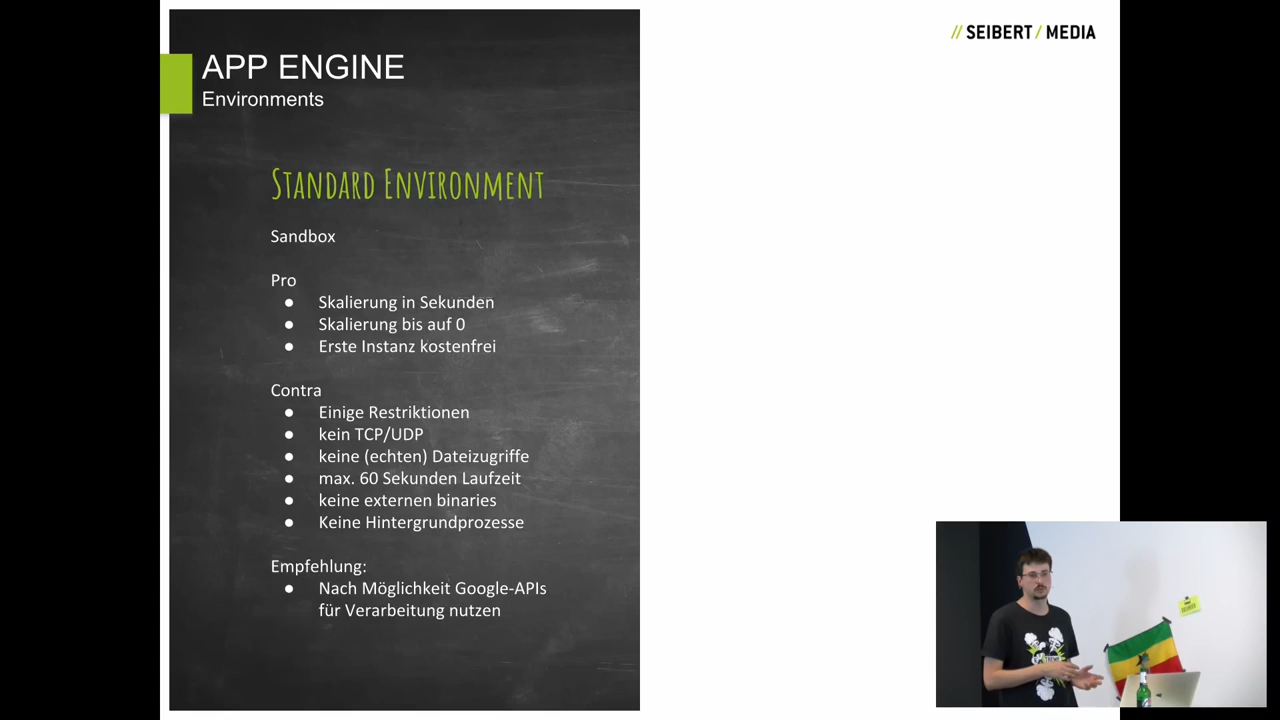 APP ENGINE
Environments
// SEIBERT / MEDIA
STANDARD ENVIRONMENT
Sandbox
Pro
● Skalierung in Sekunden
● Skalierung bis auf 0
● Erste Instanz kostenfrei
Contra
● Einige Restriktionen
● kein TCP/UDP
● keine (echten) Dateizugriffe
● max. 60 Sekunden Laufzeit
● keine externen binaries
● Keine Hintergrundprozesse
Empfehlung:
● Nach Möglichkeit Google-APIs
für Verarbeitung nutzen